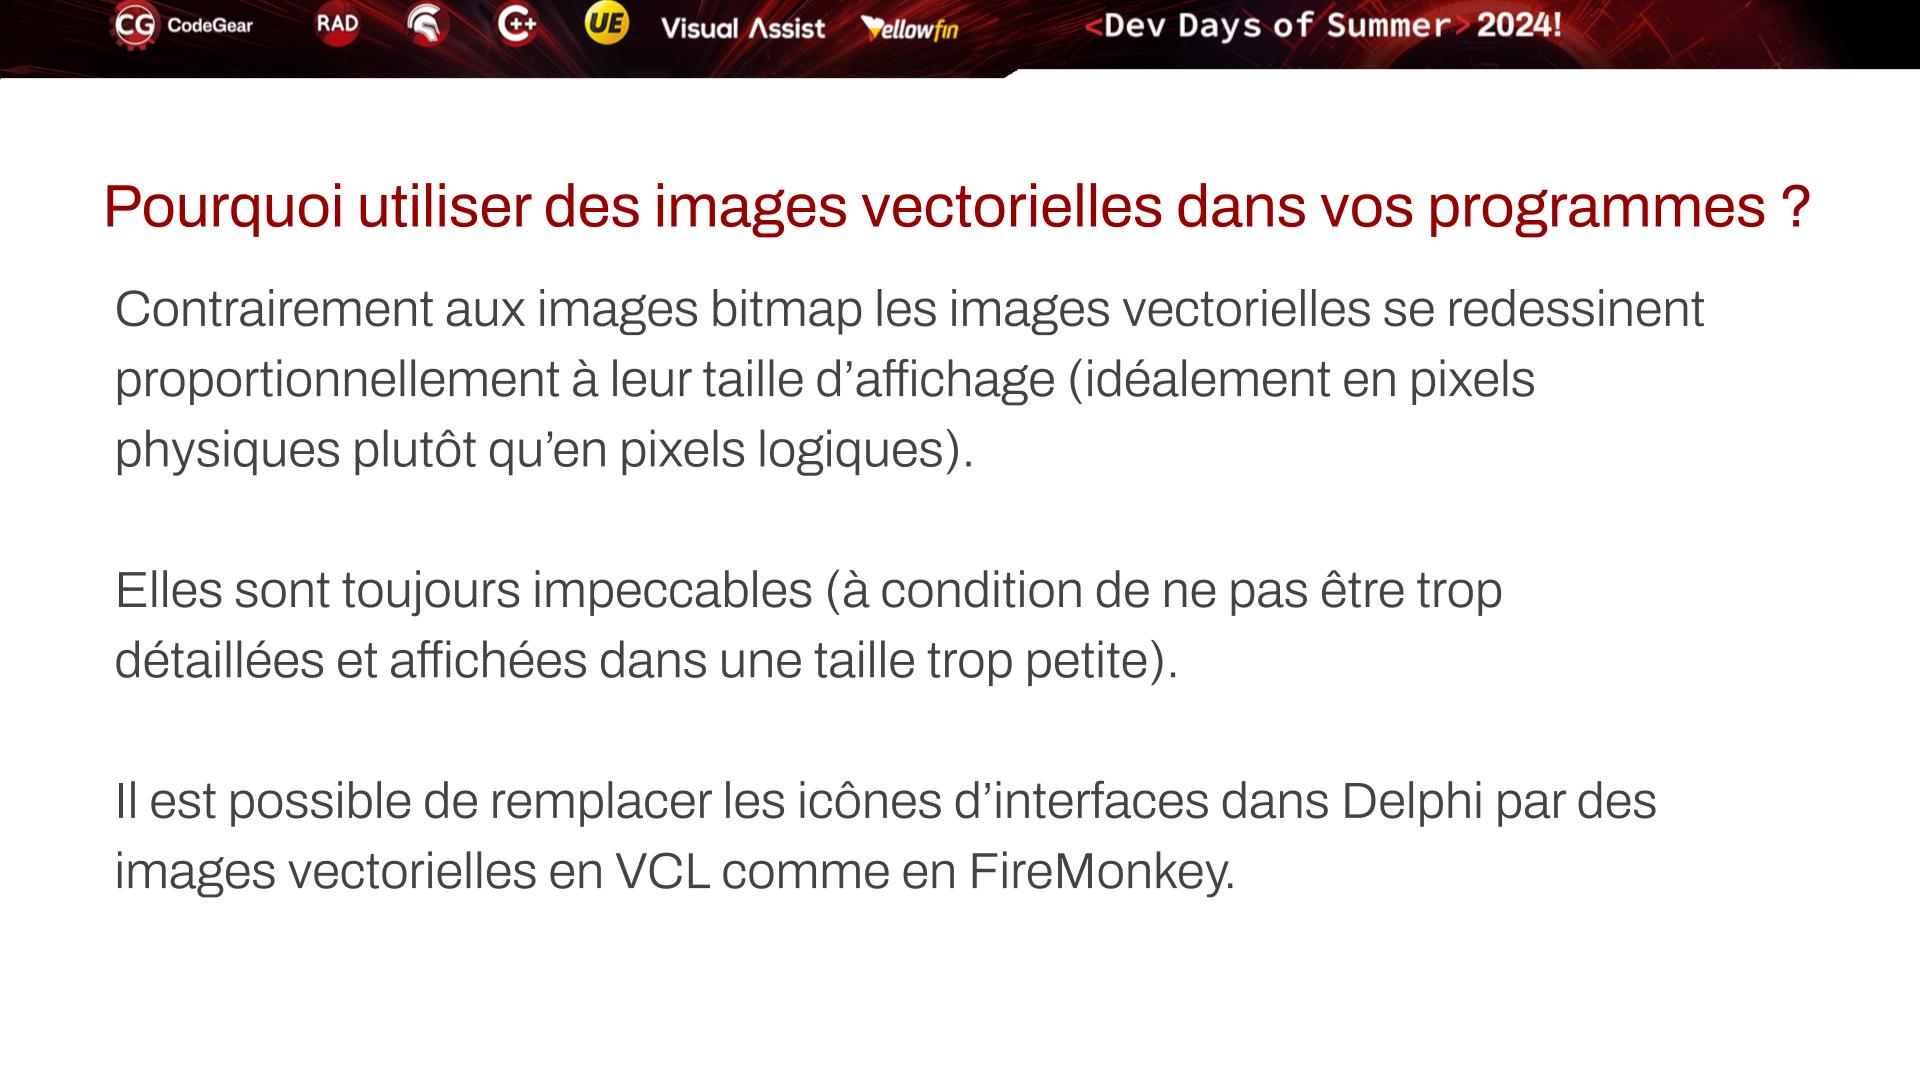 CG CodeGear RAD C++ UE Visual Assist Yellowfin <Dev Days of Summer> 2024!
Pourquoi utiliser des images vectorielles dans vos programmes ?
Contrairement aux images bitmap les images vectorielles se redessinent
proportionnellement à leur taille d’affichage (idéalement en pixels
physiques plutôt qu’en pixels logiques).
Elles sont toujours impeccables (à condition de ne pas être trop
détaillées et affichées dans une taille trop petite).
Il est possible de remplacer les icônes d’interfaces dans Delphi par des
images vectorielles en VCL comme en FireMonkey.